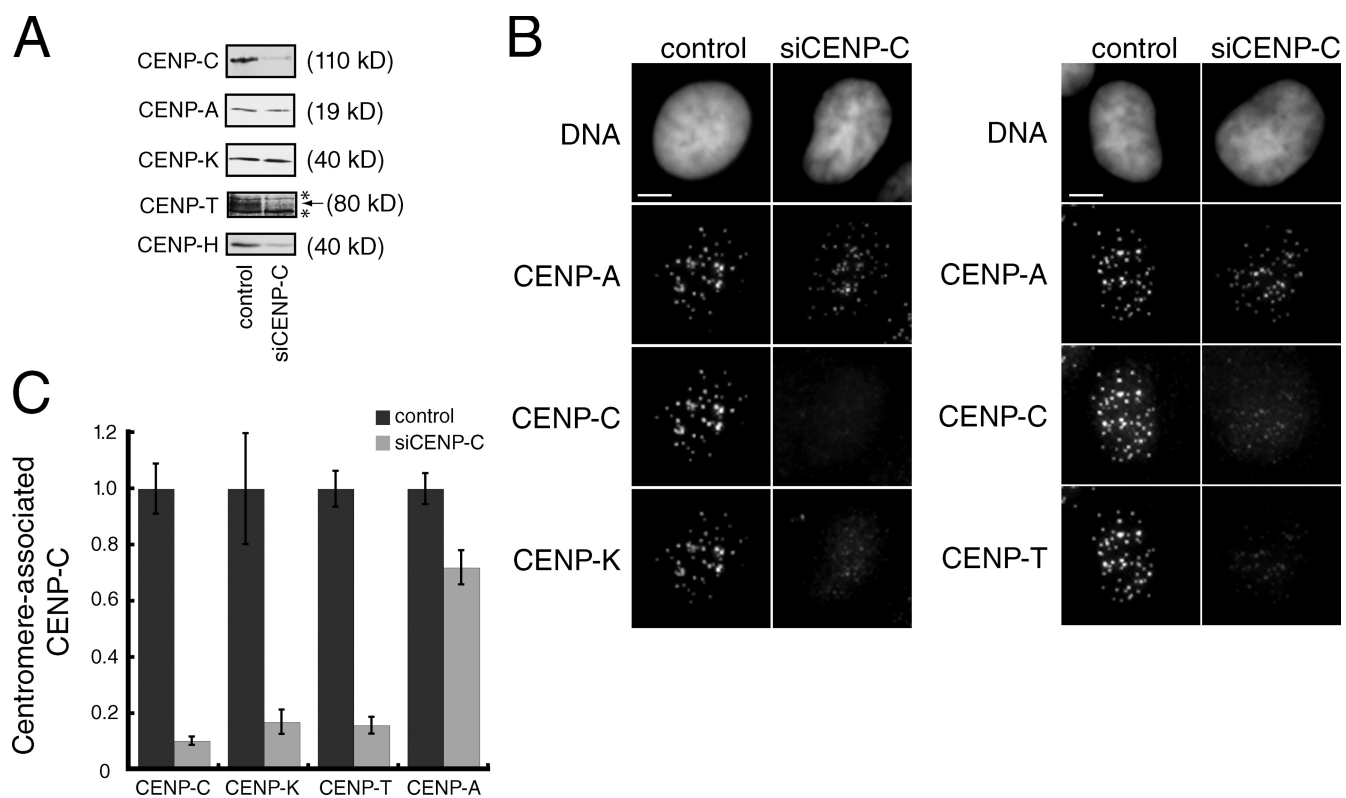 A
CENP-C (110 kD)
CENP-A (19 kD)
CENP-K (40 kD)
CENP-T * (80 kD) *
CENP-H (40 kD)
control siCENP-C
B
control siCENP-C
DNA
CENP-A
CENP-C
CENP-K
control siCENP-C
DNA
CENP-A
CENP-C
CENP-T
C
control
siCENP-C
Centromere-associated
CENP-C
1.2
1.0
0.8
0.6
0.4
0.2
0
CENP-C CENP-K CENP-T CENP-A